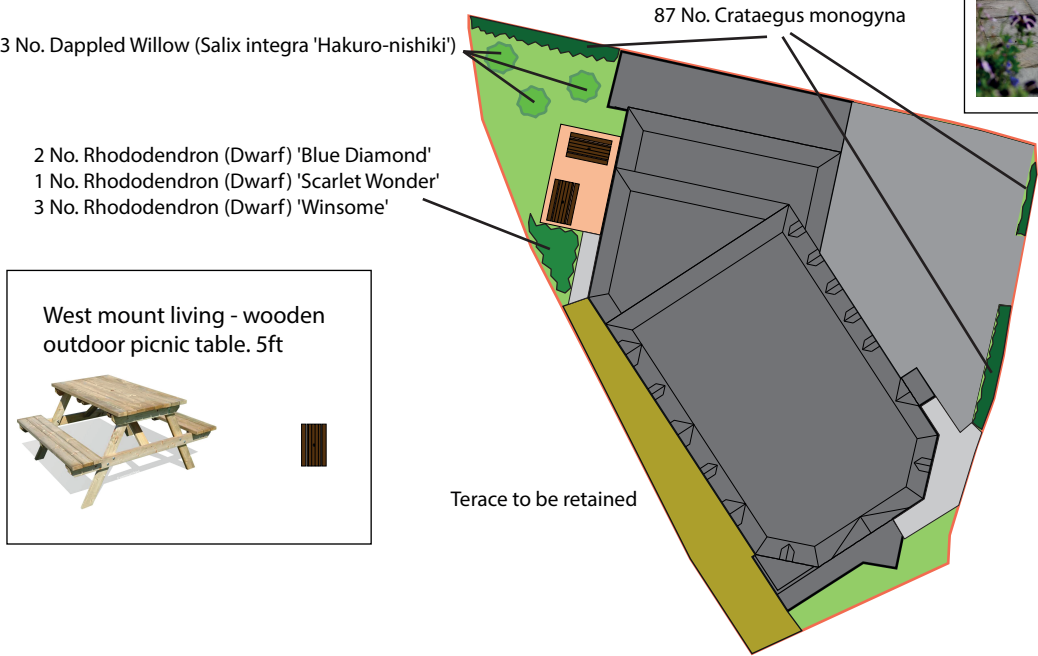 87 No. Crataegus monogyna
3 No. Dappled Willow (Salix integra 'Hakuro-nishiki')
2 No. Rhododendron (Dwarf) 'Blue Diamond'
1 No. Rhododendron (Dwarf) 'Scarlet Wonder'
3 No. Rhododendron (Dwarf) 'Winsome'
West mount living - wooden
outdoor picnic table. 5ft
Terace to be retained